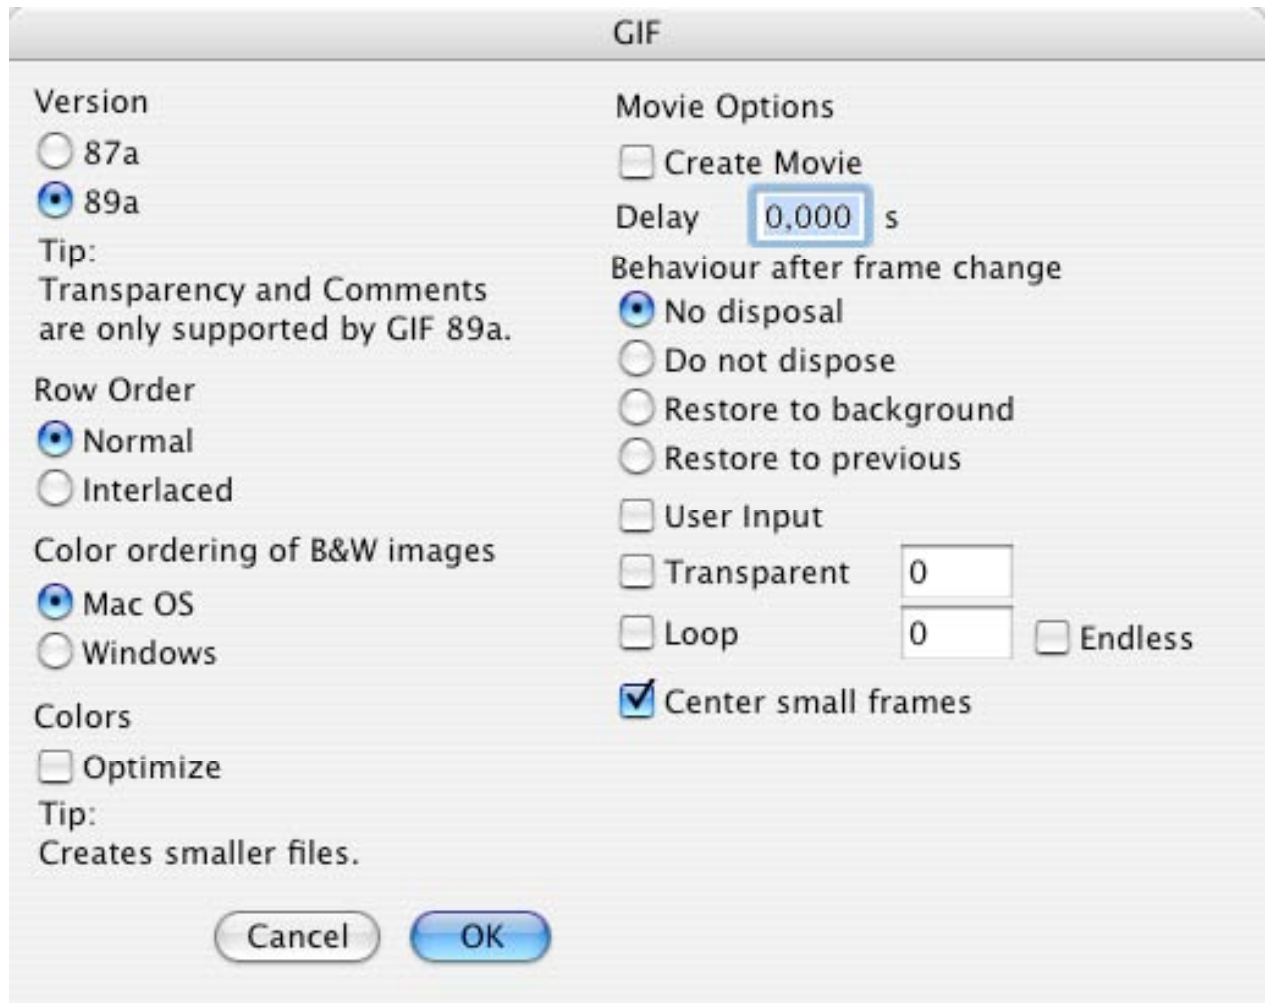 GIF
Version
87a
89a
Tip:
Transparency and Comments
are only supported by GIF 89a.
Row Order
Normal
Interlaced
Color ordering of B&W images
Mac OS
Windows
Colors
Optimize
Tip:
Creates smaller files.
Cancel OK
Movie Options
Create Movie
Delay 0,000 s
Behaviour after frame change
No disposal
Do not dispose
Restore to background
Restore to previous
User Input
Transparent 0
Loop 0 Endless
Center small frames